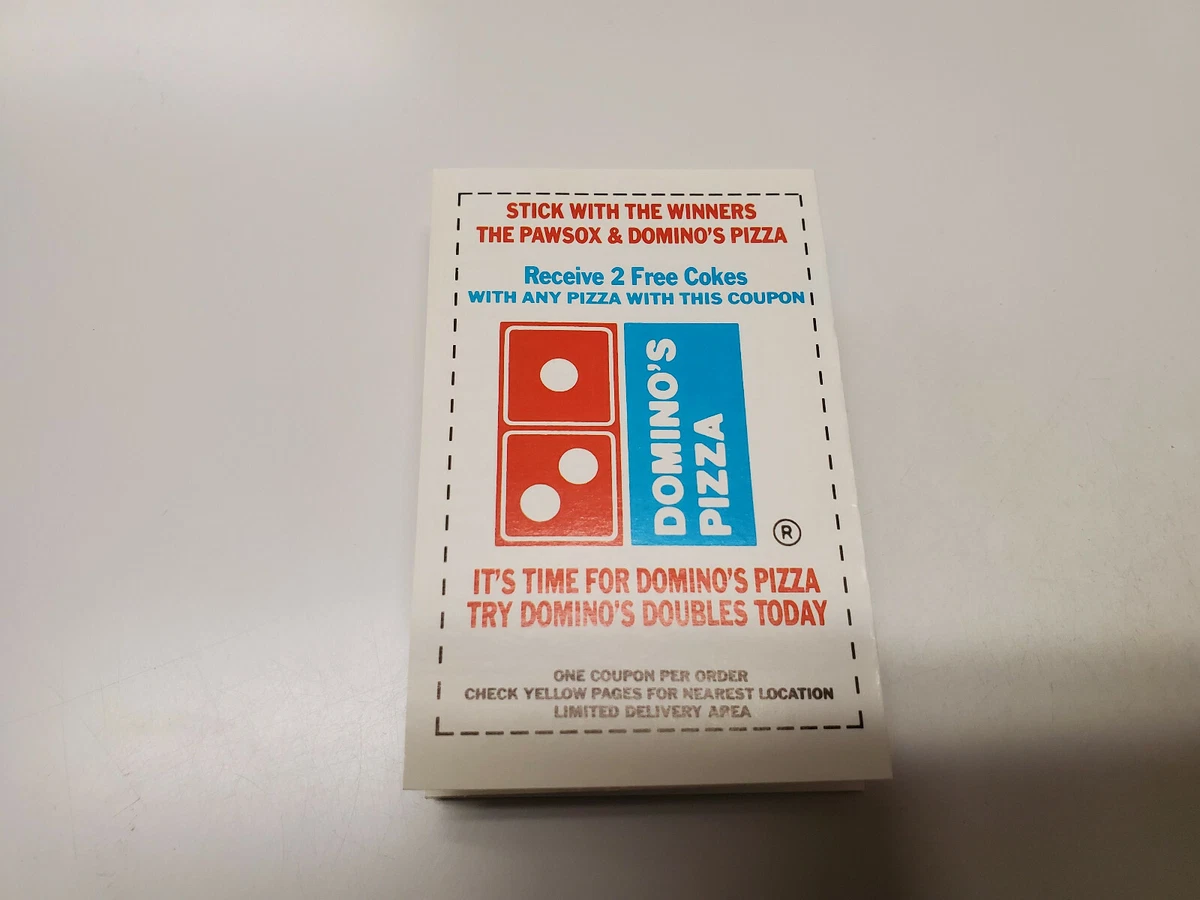 STICK WITH THE WINNERS
THE PAWSOX & DOMINO'S PIZZA
Receive 2 Free Cokes
WITH ANY PIZZA WITH THIS COUPON
DOMINO'S
PIZZA
®
IT'S TIME FOR DOMINO'S PIZZA
TRY DOMINO'S DOUBLES TODAY
ONE COUPON PER ORDER
CHECK YELLOW PAGES FOR NEAREST LOCATION
LIMITED DELIVERY AREA